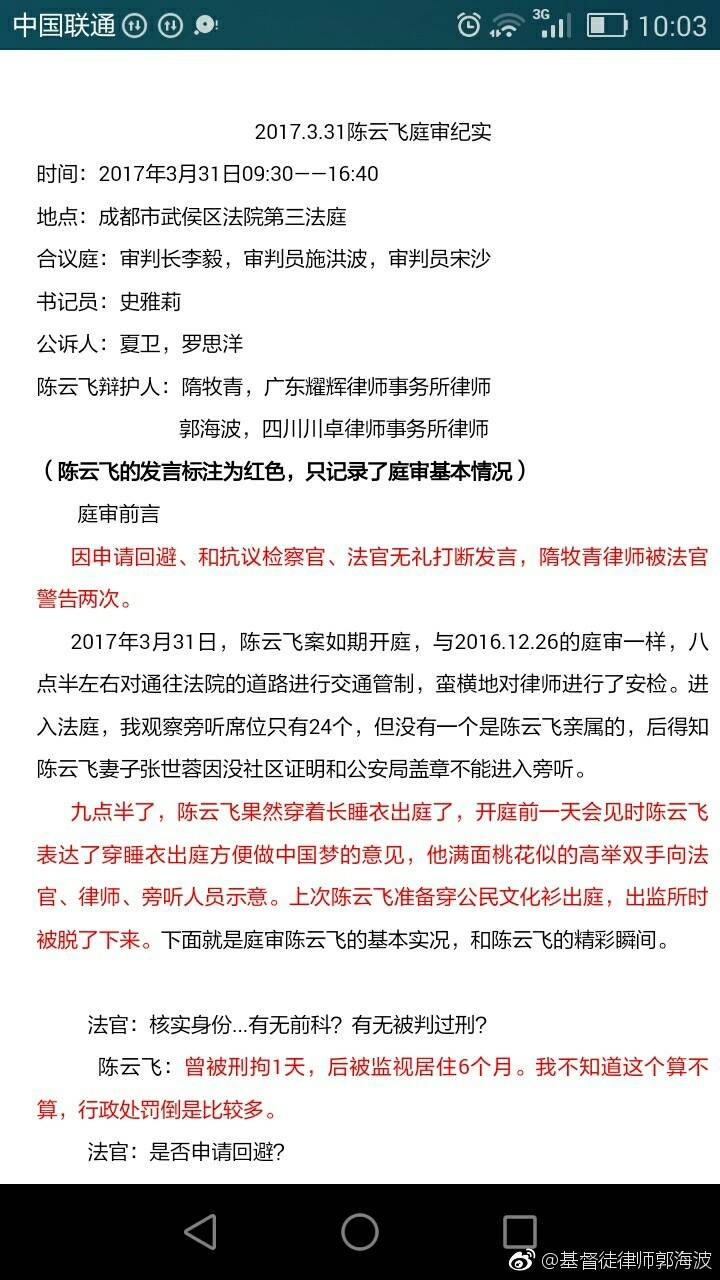 中国联通 3G 10:03
2017.3.31陈云飞庭审纪实
时间：2017年3月31日09:30——16:40
地点：成都市武侯区法院第三法庭
合议庭：审判长李毅，审判员施洪波，审判员宋沙
书记员：史雅莉
公诉人：夏卫，罗思洋
陈云飞辩护人：隋牧青，广东耀辉律师事务所律师
郭海波，四川川卓律师事务所律师
（陈云飞的发言标注为红色，只记录了庭审基本情况）
庭审前言
因申请回避、和抗议检察官、法官无礼打断发言，隋牧青律师被法官
警告两次。
2017年3月31日，陈云飞案如期开庭，与2016.12.26的庭审一样，八
点半左右对通往法院的道路进行交通管制，蛮横地对律师进行了安检。进
入法庭，我观察旁听席位只有24个，但没有一个是陈云飞亲属的，后得知
陈云飞妻子张世蓉因没社区证明和公安局盖章不能进入旁听。
九点半了，陈云飞果然穿着长睡衣出庭了，开庭前一天会见时陈云飞
表达了穿睡衣出庭方便做中国梦的意见，他满面桃花似的高举双手向法
官、律师、旁听人员示意。上次陈云飞准备穿公民文化衫出庭，出监所时
被脱了下来。下面就是庭审陈云飞的基本实况，和陈云飞的精彩瞬间。
法官：核实身份...有无前科？有无被判过刑？
陈云飞：曾被刑拘1天，后被监视居住6个月。我不知道这个算不
算，行政处罚倒是比较多。
法官：是否申请回避？
@基督徒律师郭海波